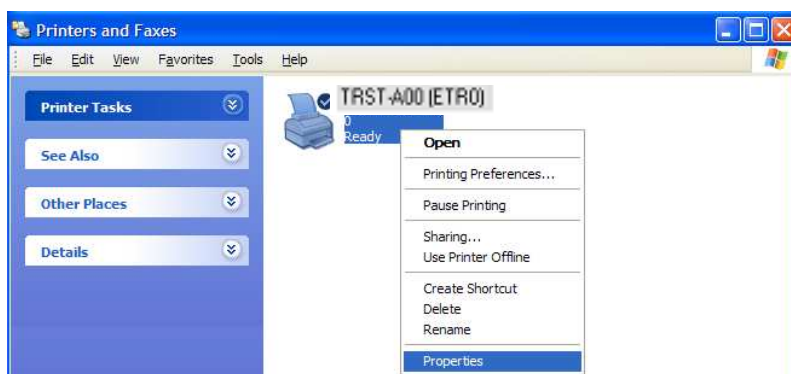 Printers and Faxes
File Edit View Favorites Tools Help
Printer Tasks
See Also
Other Places
Details
TRST-A00 (ETRO)
0
Ready
Open
Printing Preferences...
Pause Printing
Sharing...
Use Printer Offline
Create Shortcut
Delete
Rename
Properties